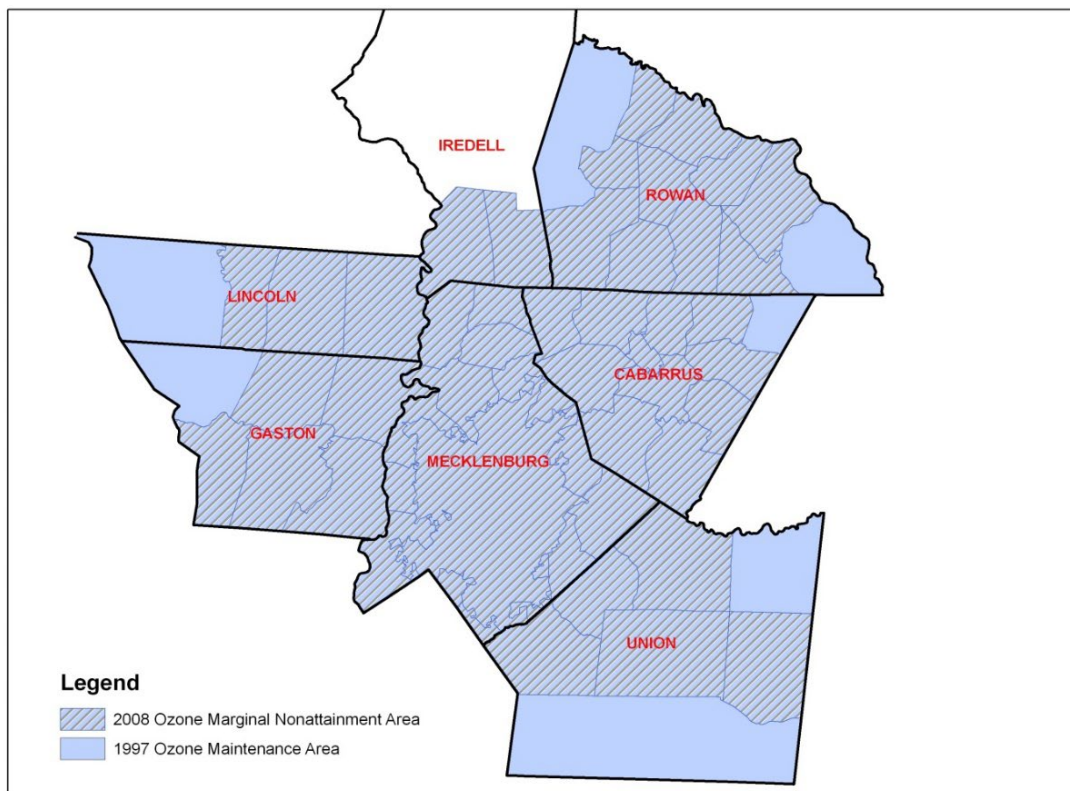 IREDELL
ROWAN
LINCOLN
CABARRUS
GASTON
MECKLENBURG
UNION
Legend
2008 Ozone Marginal Nonattainment Area
1997 Ozone Maintenance Area